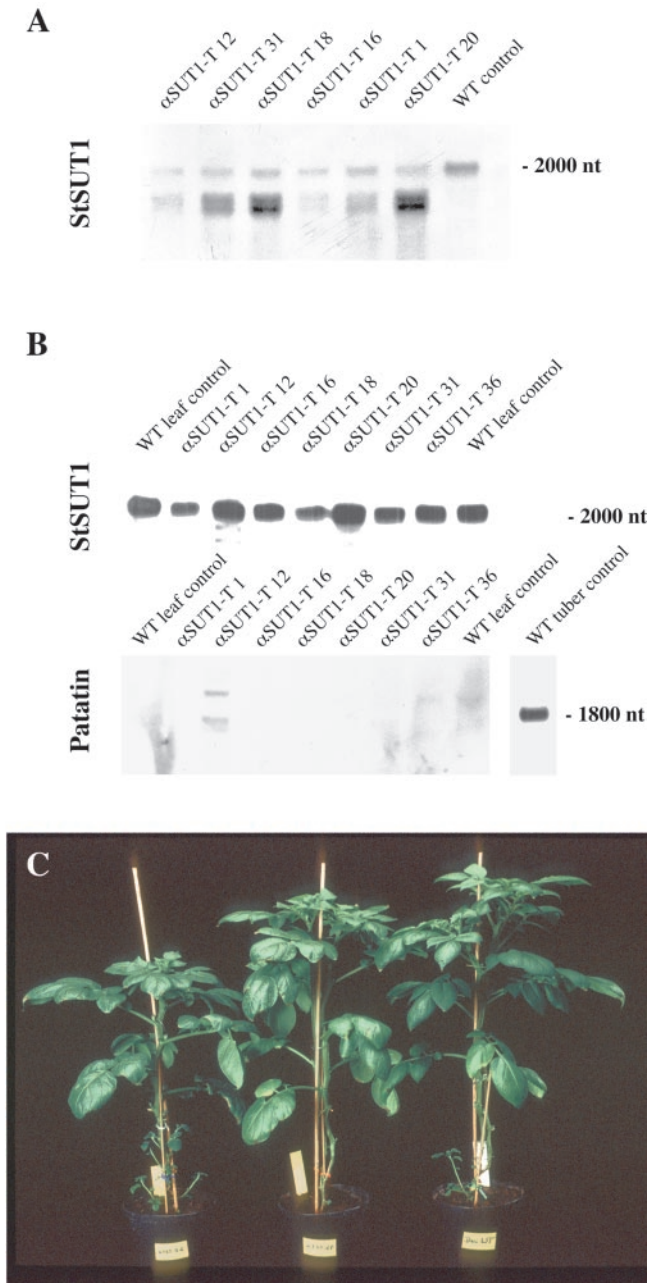 A
αSUT1-T 12
αSUT1-T 31
αSUT1-T 18
αSUT1-T 16
αSUT1-T 1
αSUT1-T 20
WT control
StSUT1
- 2000 nt
B
WT leaf control
αSUT1-T 1
αSUT1-T 12
αSUT1-T 16
αSUT1-T 18
αSUT1-T 20
αSUT1-T 31
αSUT1-T 36
WT leaf control
StSUT1
- 2000 nt
WT leaf control
αSUT1-T 1
αSUT1-T 12
αSUT1-T 16
αSUT1-T 18
αSUT1-T 20
αSUT1-T 31
αSUT1-T 36
WT leaf control
WT tuber control
Patatin
- 1800 nt
C
WT